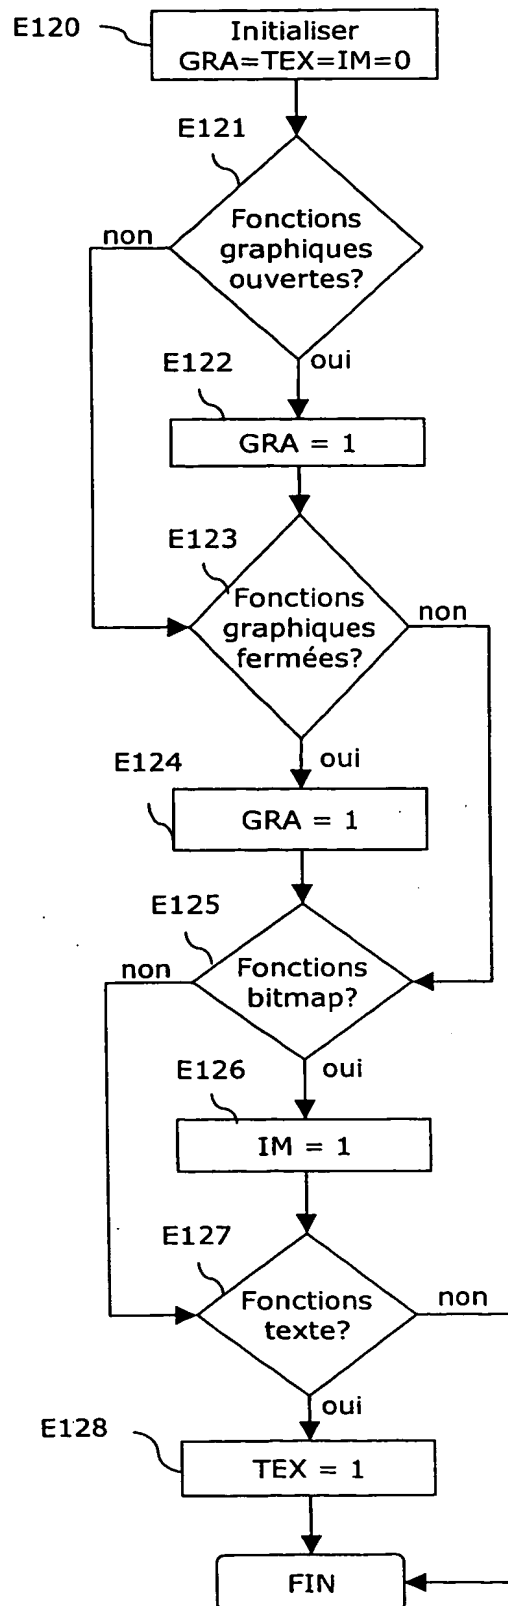 E120
Initialiser
GRA=TEX=IM=0
E121
Fonctions
graphiques
ouvertes?
non
oui
E122
GRA = 1
E123
Fonctions
graphiques
fermées?
non
oui
E124
GRA = 1
E125
Fonctions
bitmap?
non
oui
E126
IM = 1
E127
Fonctions
texte?
non
oui
E128
TEX = 1
FIN